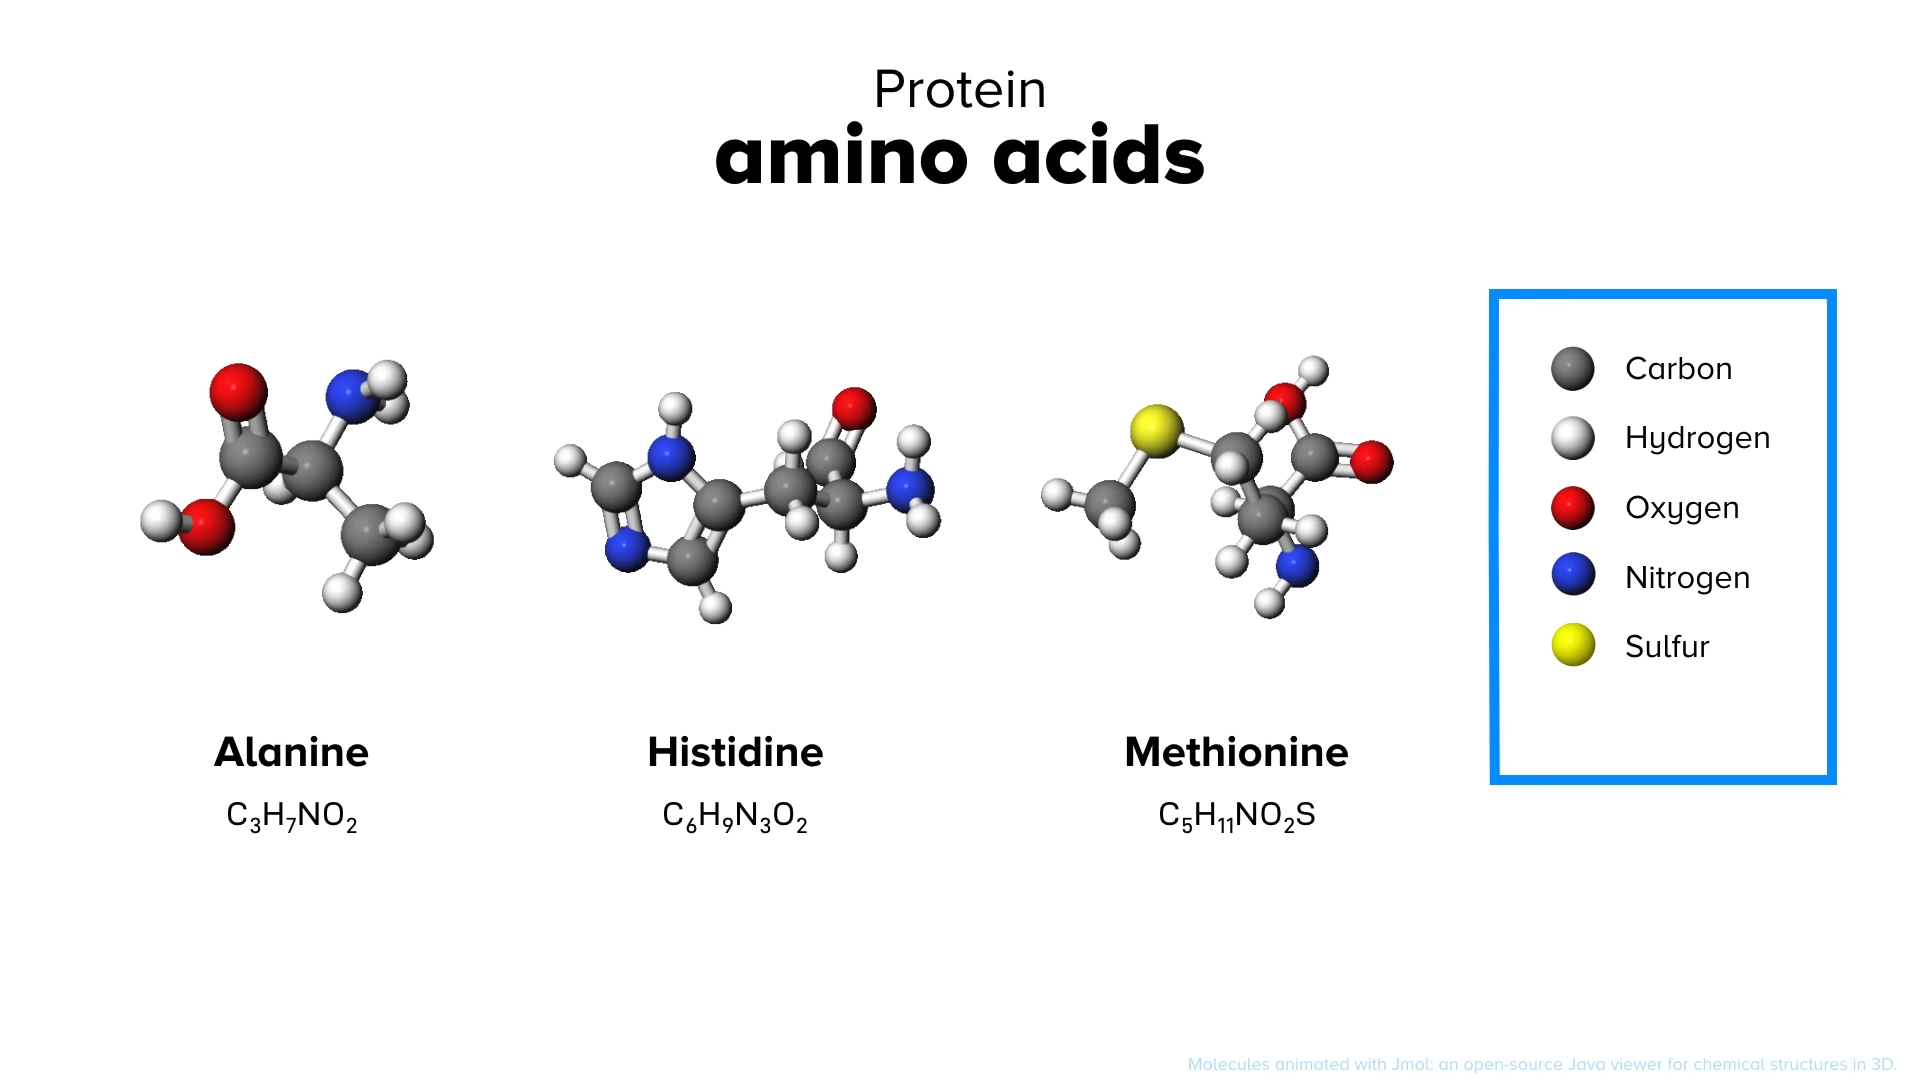 Protein
amino acids
Carbon
Hydrogen
Oxygen
Nitrogen
Sulfur
Alanine
C₃H₇NO₂
Histidine
C₆H₉N₃O₂
Methionine
C₅H₁₁NO₂S
Molecules animated with Jmol: an open-source Java viewer for chemical structures in 3D.